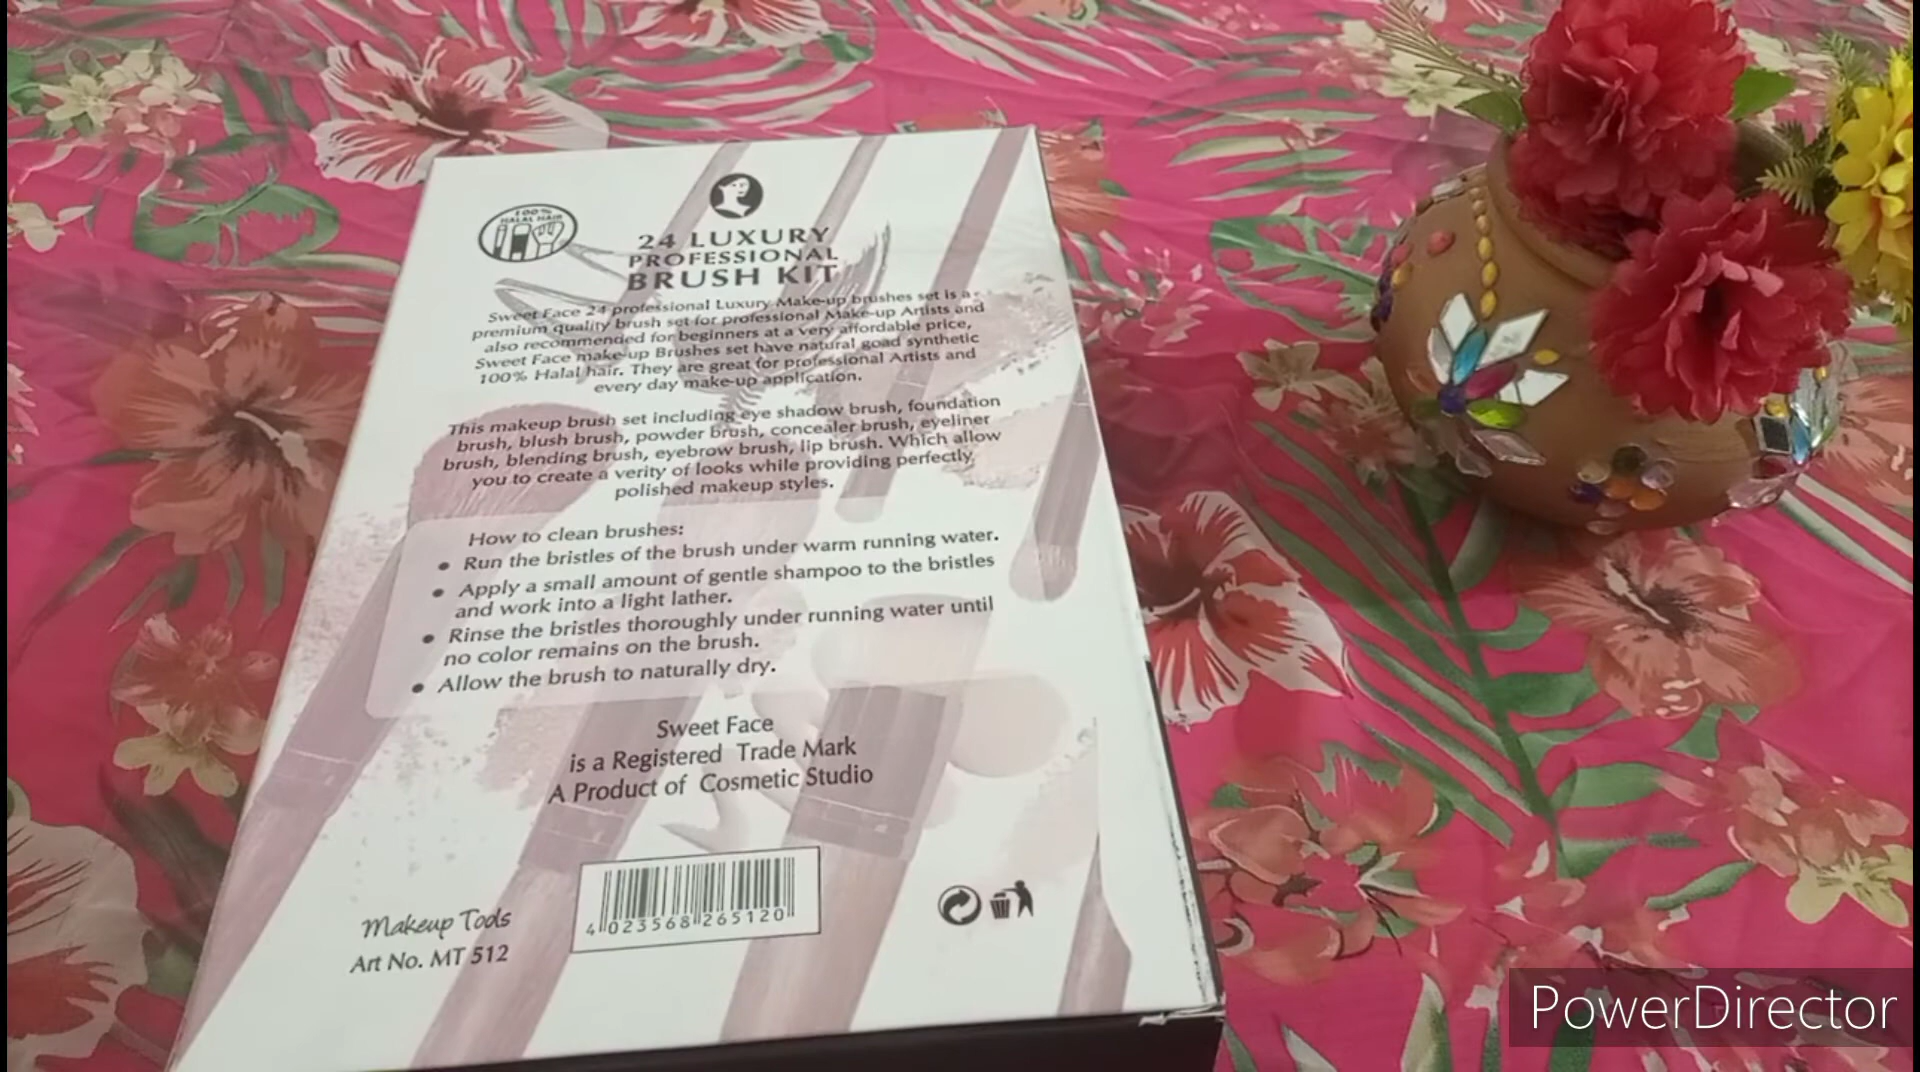 100%
HALAL HAIR
24 LUXURY
PROFESSIONAL
BRUSH KIT
Sweet Face 24 professional Luxury Make-up brushes set is a
premium quality brush set for professional Make-up Artists and
also recommended for beginners at a very affordable price,
Sweet Face make-up Brushes set have natural goad synthetic
100% Halal hair. They are great for professional Artists and
every day make-up application.
This makeup brush set including eye shadow brush, foundation
brush, blush brush, powder brush, concealer brush, eyeliner
brush, blending brush, eyebrow brush, lip brush. Which allow
you to create a verity of looks while providing perfectly
polished makeup styles.
How to clean brushes:
• Run the bristles of the brush under warm running water.
• Apply a small amount of gentle shampoo to the bristles
and work into a light lather.
• Rinse the bristles thoroughly under running water until
no color remains on the brush.
• Allow the brush to naturally dry.
Sweet Face
is a Registered Trade Mark
A Product of Cosmetic Studio
4 023568 265120
Makeup Tools
Art No. MT 512
PowerDirector